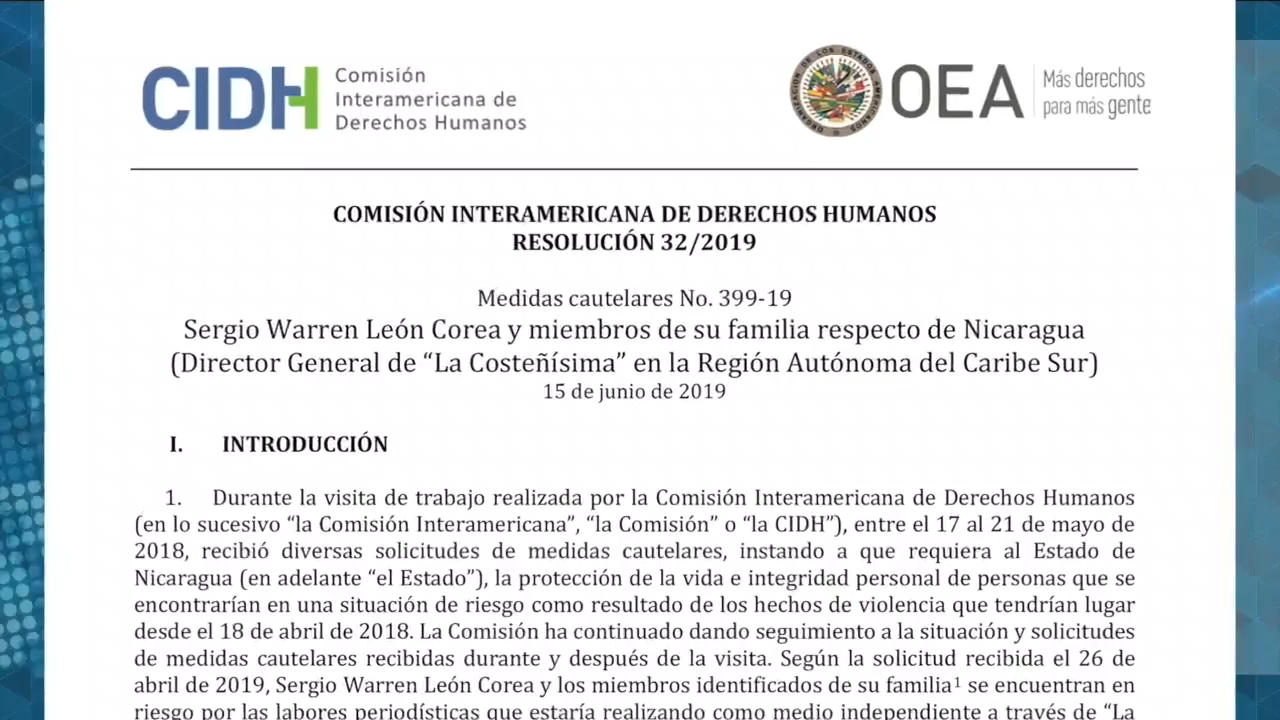 CIDH Comisión
Interamericana de
Derechos Humanos
OEA Más derechos
para más gente
COMISIÓN INTERAMERICANA DE DERECHOS HUMANOS
RESOLUCIÓN 32/2019
Medidas cautelares No. 399-19
Sergio Warren León Corea y miembros de su familia respecto de Nicaragua
(Director General de “La Costeñísima” en la Región Autónoma del Caribe Sur)
15 de junio de 2019
I. INTRODUCCIÓN
1. Durante la visita de trabajo realizada por la Comisión Interamericana de Derechos Humanos
(en lo sucesivo “la Comisión Interamericana”, “la Comisión” o “la CIDH”), entre el 17 al 21 de mayo de
2018, recibió diversas solicitudes de medidas cautelares, instando a que requiera al Estado de
Nicaragua (en adelante “el Estado”), la protección de la vida e integridad personal de personas que se
encontrarían en una situación de riesgo como resultado de los hechos de violencia que tendrían lugar
desde el 18 de abril de 2018. La Comisión ha continuado dando seguimiento a la situación y solicitudes
de medidas cautelares recibidas durante y después de la visita. Según la solicitud recibida el 26 de
abril de 2019, Sergio Warren León Corea y los miembros identificados de su familia¹ se encuentran en
riesgo por las labores periodísticas que estaría realizando como medio independiente a través de “La